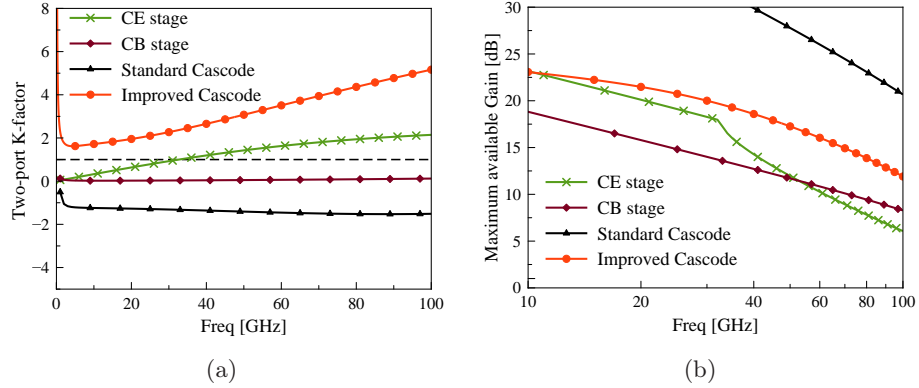 8
6
4
2
0
−2
−4
Two-port K-factor
CE stage
CB stage
Standard Cascode
Improved Cascode
0 20 40 60 80 100
Freq [GHz]
(a)
30
25
20
15
10
5
0
Maximum available Gain [dB]
CE stage
CB stage
Standard Cascode
Improved Cascode
10 20 40 60 80 100
Freq [GHz]
(b)